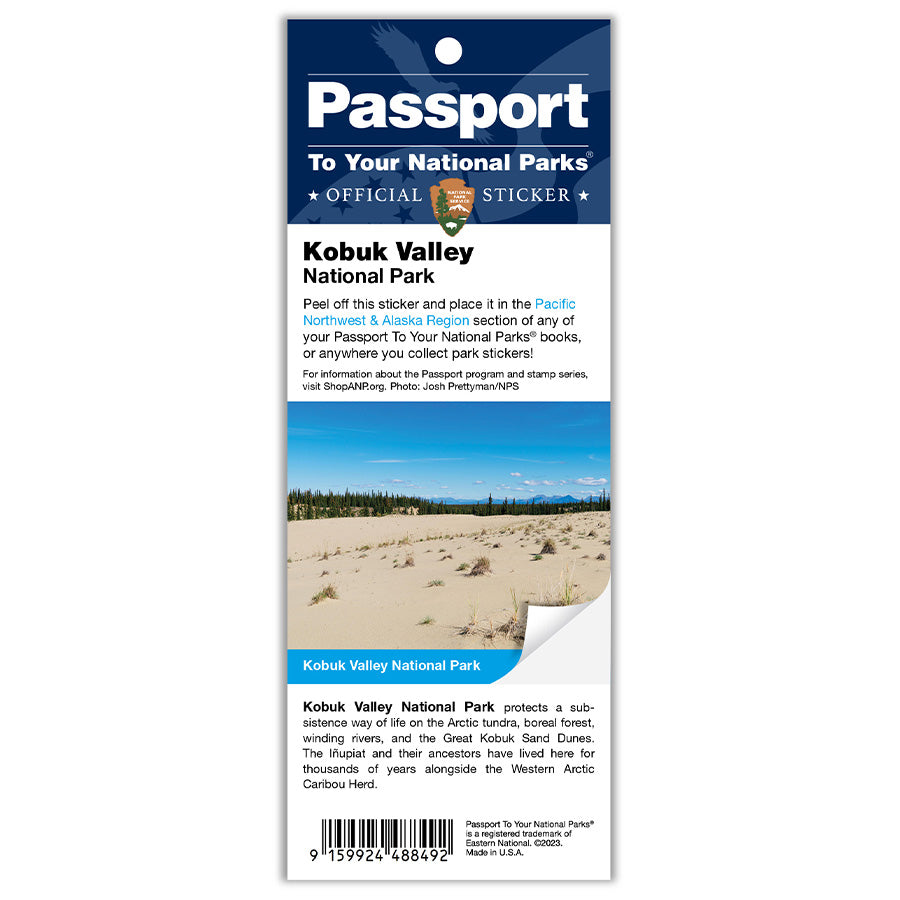 Passport
To Your National Parks®
★ OFFICIAL STICKER ★
NATIONAL
PARK
SERVICE
Kobuk Valley
National Park
Peel off this sticker and place it in the Pacific
Northwest & Alaska Region section of any of
your Passport To Your National Parks® books,
or anywhere you collect park stickers!
For information about the Passport program and stamp series,
visit ShopANP.org. Photo: Josh Prettyman/NPS
Kobuk Valley National Park
Kobuk Valley National Park protects a sub-
sistence way of life on the Arctic tundra, boreal forest,
winding rivers, and the Great Kobuk Sand Dunes.
The Iñupiat and their ancestors have lived here for
thousands of years alongside the Western Arctic
Caribou Herd.
9 159924 488492
Passport To Your National Parks®
is a registered trademark of
Eastern National. ©2023.
Made in U.S.A.